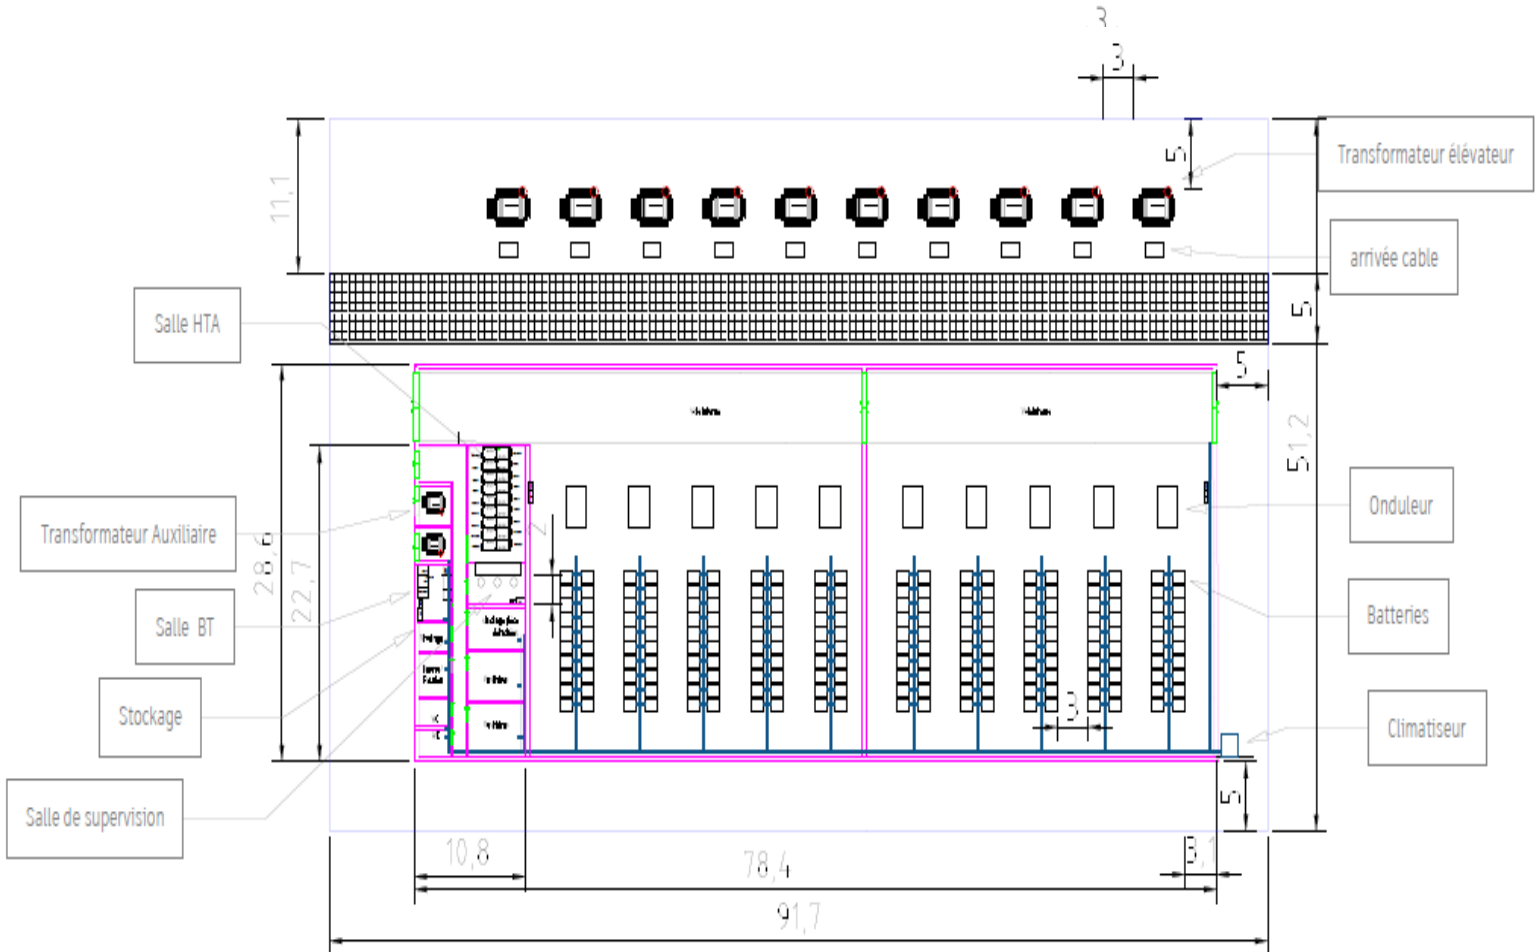 3
3
Transformateur élévateur
5
11,1
arrivée cable
Salle HTA
5
5
51,2
Onduleur
Transformateur Auxiliaire
28,6
22,7
2
Batteries
Salle BT
Stockage
3
Climatiseur
Salle de supervision
5
10,8
78,4
3,1
91,7